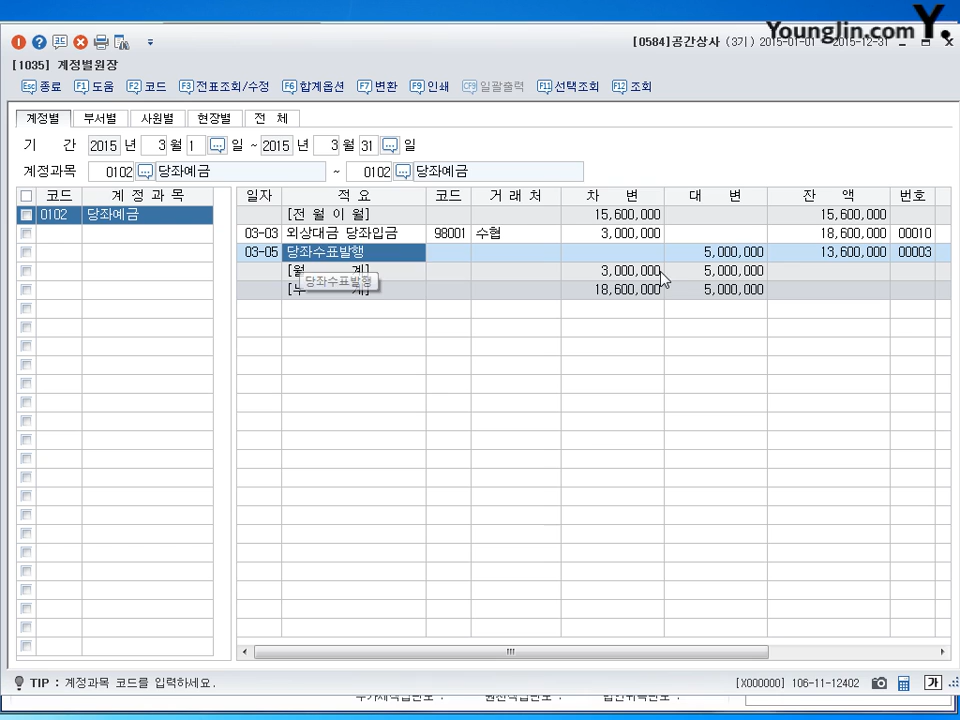 YoungJin.com Y.
[0584]공간상사 (3기) 2015-01-01 2015-12-31
[1035] 계정별원장
Esc 종료 F1 도움 F2 코드 F3 전표조회/수정 F6 합계옵션 F7 변환 F9 인쇄 CF9 일괄출력 F11 선택조회 F12 조회
계정별 부서별 사원별 현장별 전 체
기 간 2015 년 3 월 1 일 ~ 2015 년 3 월 31 일
계정과목 0102 당좌예금 ~ 0102 당좌예금
코드 계 정 과 목 일자 적 요 코드 거 래 처 차 변 대 변 잔 액 번호
0102 당좌예금 [전 월 이 월] 15,600,000 15,600,000
03-03 외상대금 당좌입금 98001 수협 3,000,000 18,600,000 00010
03-05 당좌수표발행 5,000,000 13,600,000 00003
[월 계] 3,000,000 5,000,000
당좌수표발행
[누 계] 18,600,000 5,000,000
TIP : 계정과목 코드를 입력하세요. [X000000] 106-11-12402 가